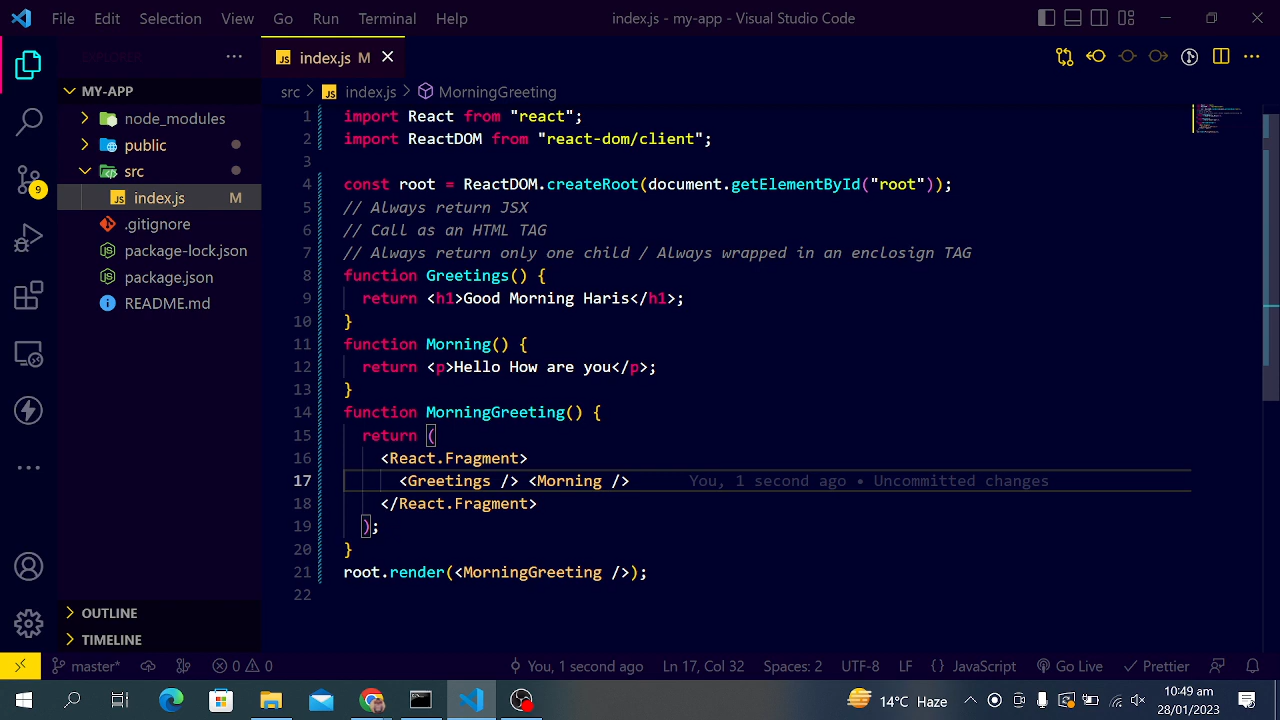 File Edit Selection View Go Run Terminal Help
index.js - my-app - Visual Studio Code
EXPLORER
MY-APP
node_modules
public
src
index.js M
.gitignore
package-lock.json
package.json
README.md
OUTLINE
TIMELINE
9
JS index.js M
src > JS index.js > MorningGreeting
1 import React from "react";
2 import ReactDOM from "react-dom/client";
3
4 const root = ReactDOM.createRoot(document.getElementById("root"));
5 // Always return JSX
6 // Call as an HTML TAG
7 // Always return only one child / Always wrapped in an enclosign TAG
8 function Greetings() {
9 return <h1>Good Morning Haris</h1>;
10 }
11 function Morning() {
12 return <p>Hello How are you</p>;
13 }
14 function MorningGreeting() {
15 return (
16 <React.Fragment>
17 <Greetings /> <Morning /> You, 1 second ago • Uncommitted changes
18 </React.Fragment>
19 );
20 }
21 root.render(<MorningGreeting />);
22
master* 0 0 You, 1 second ago Ln 17, Col 32 Spaces: 2 UTF-8 LF {} JavaScript Go Live Prettier
14°C Haze 10:49 am
28/01/2023